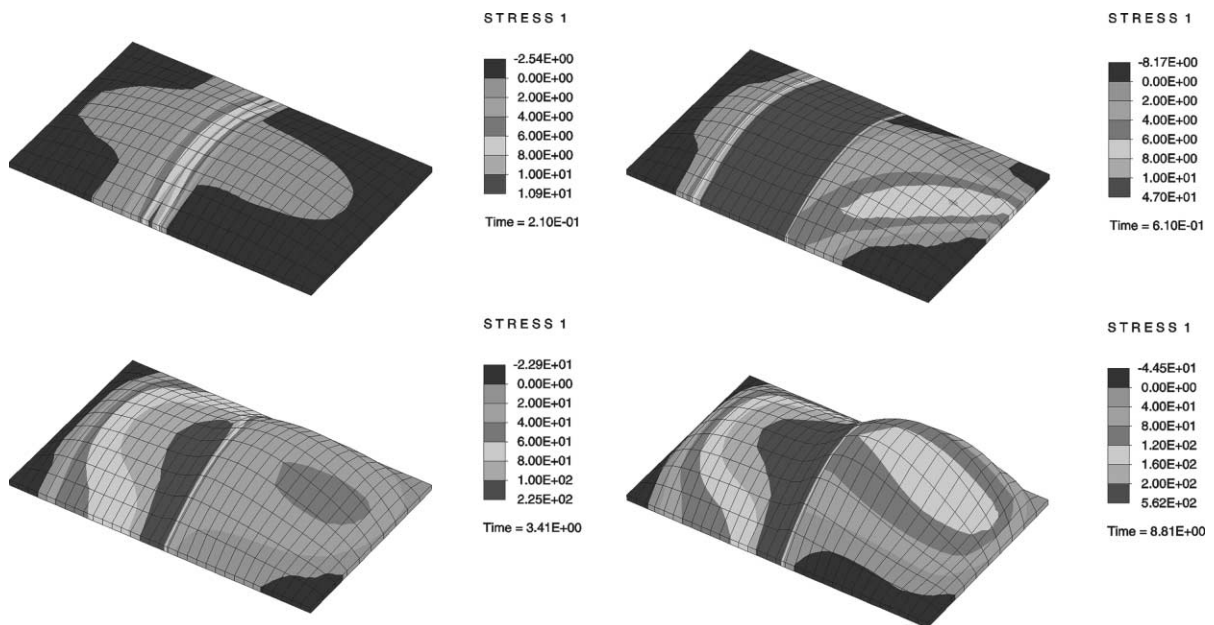 STRESS 1
-2.54E+00
0.00E+00
2.00E+00
4.00E+00
6.00E+00
8.00E+00
1.00E+01
1.09E+01
Time = 2.10E-01
STRESS 1
-8.17E+00
0.00E+00
2.00E+00
4.00E+00
6.00E+00
8.00E+00
1.00E+01
4.70E+01
Time = 6.10E-01
STRESS 1
-2.29E+01
0.00E+00
2.00E+01
4.00E+01
6.00E+01
8.00E+01
1.00E+02
2.25E+02
Time = 3.41E+00
STRESS 1
-4.45E+01
0.00E+00
4.00E+01
8.00E+01
1.20E+02
1.60E+02
2.00E+02
5.62E+02
Time = 8.81E+00